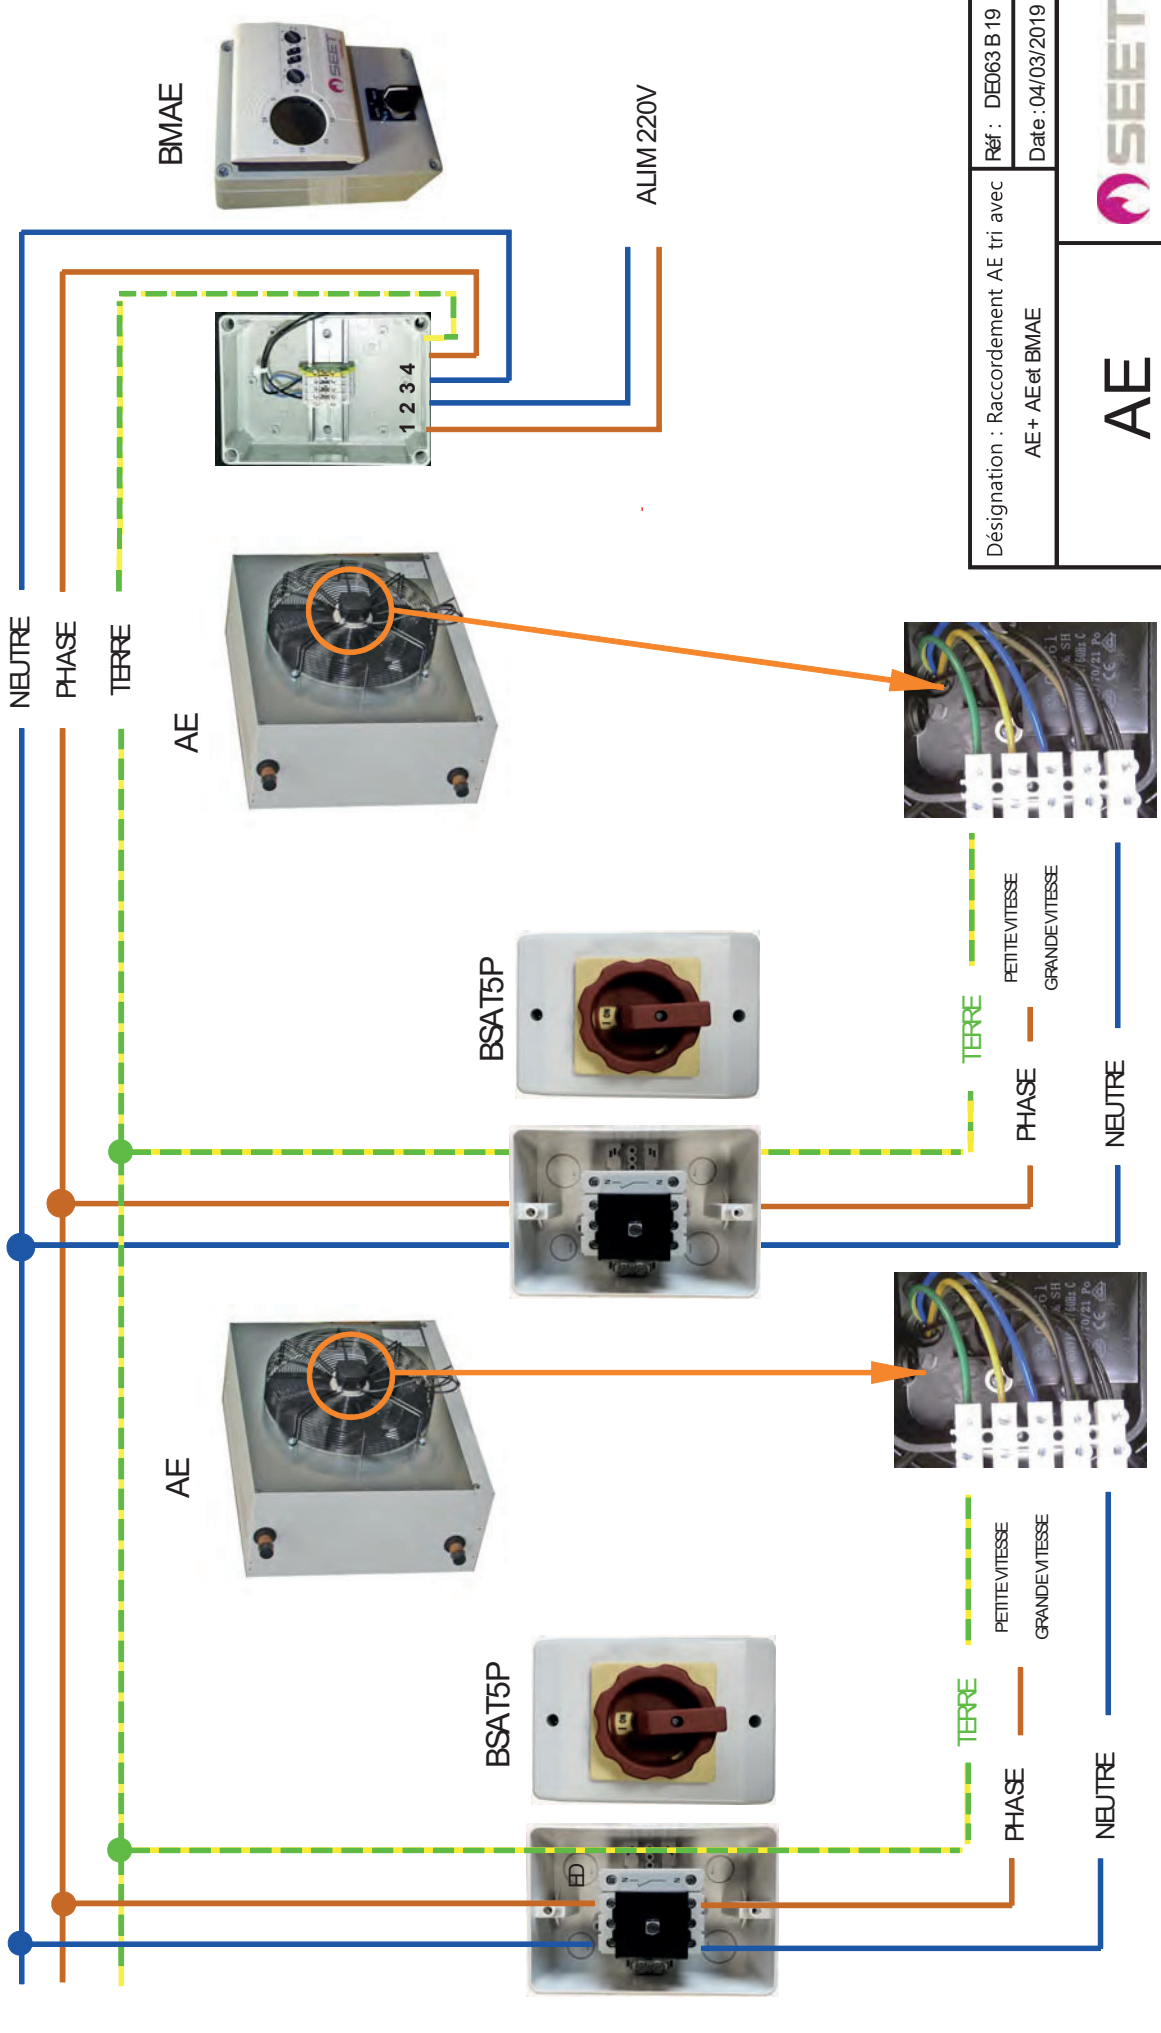 NEUTRE
PHASE
TERRE
BMAE
SEET
ALIM 220V
1 2 3 4
AE
BSAT5P
TERRE
PETITE VITESSE
GRANDE VITESSE
PHASE
NEUTRE
AE
BSAT5P
ED
TERRE
PETITE VITESSE
GRANDE VITESSE
PHASE
NEUTRE
Désignation : Raccordement AE tri avec
AE+ AE et BMAE
Réf : DE063 B 19
Date : 04/03/2019
AE
SEET